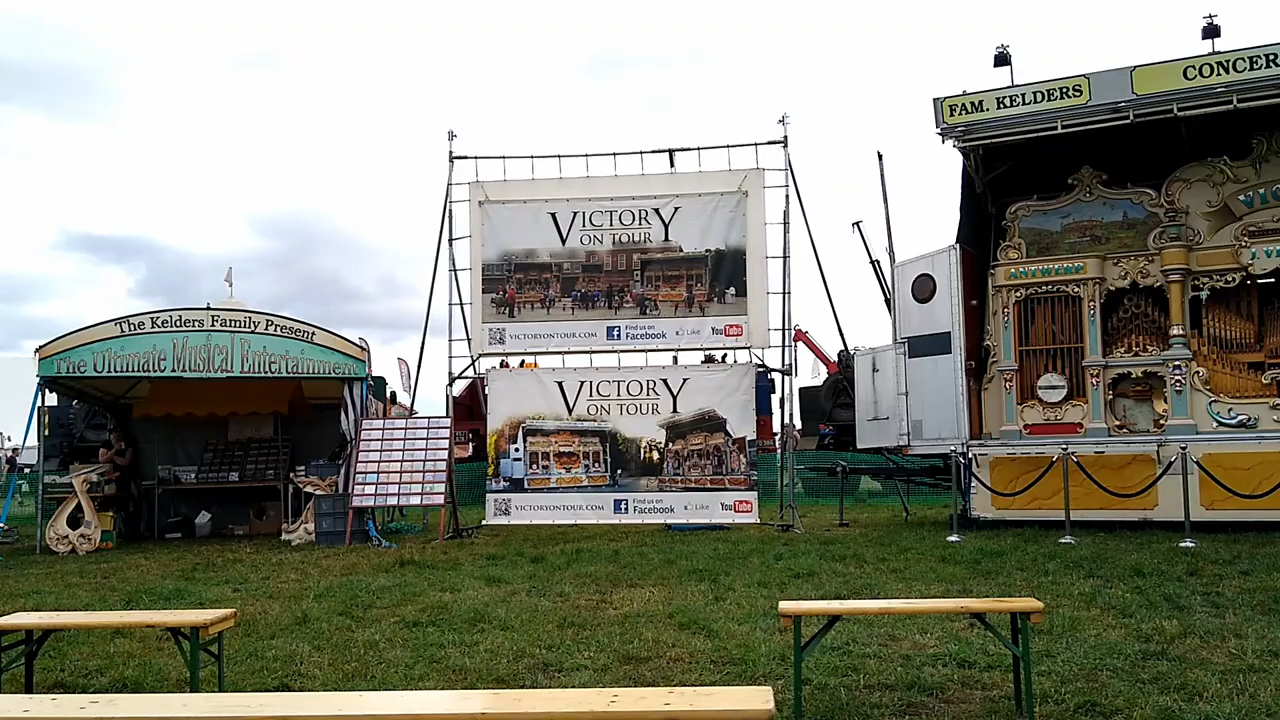 The Kelders Family Present
The Ultimate Musical Entertainment
VICTORY
ON TOUR
VICTORYONTOUR.COM
f
Find us on
Facebook
Like
YouTube
VICTORY
ON TOUR
VICTORYONTOUR.COM
f
Find us on
Facebook
Like
YouTube
FAM. KELDERS
CONCER
VIC
ANTWERP